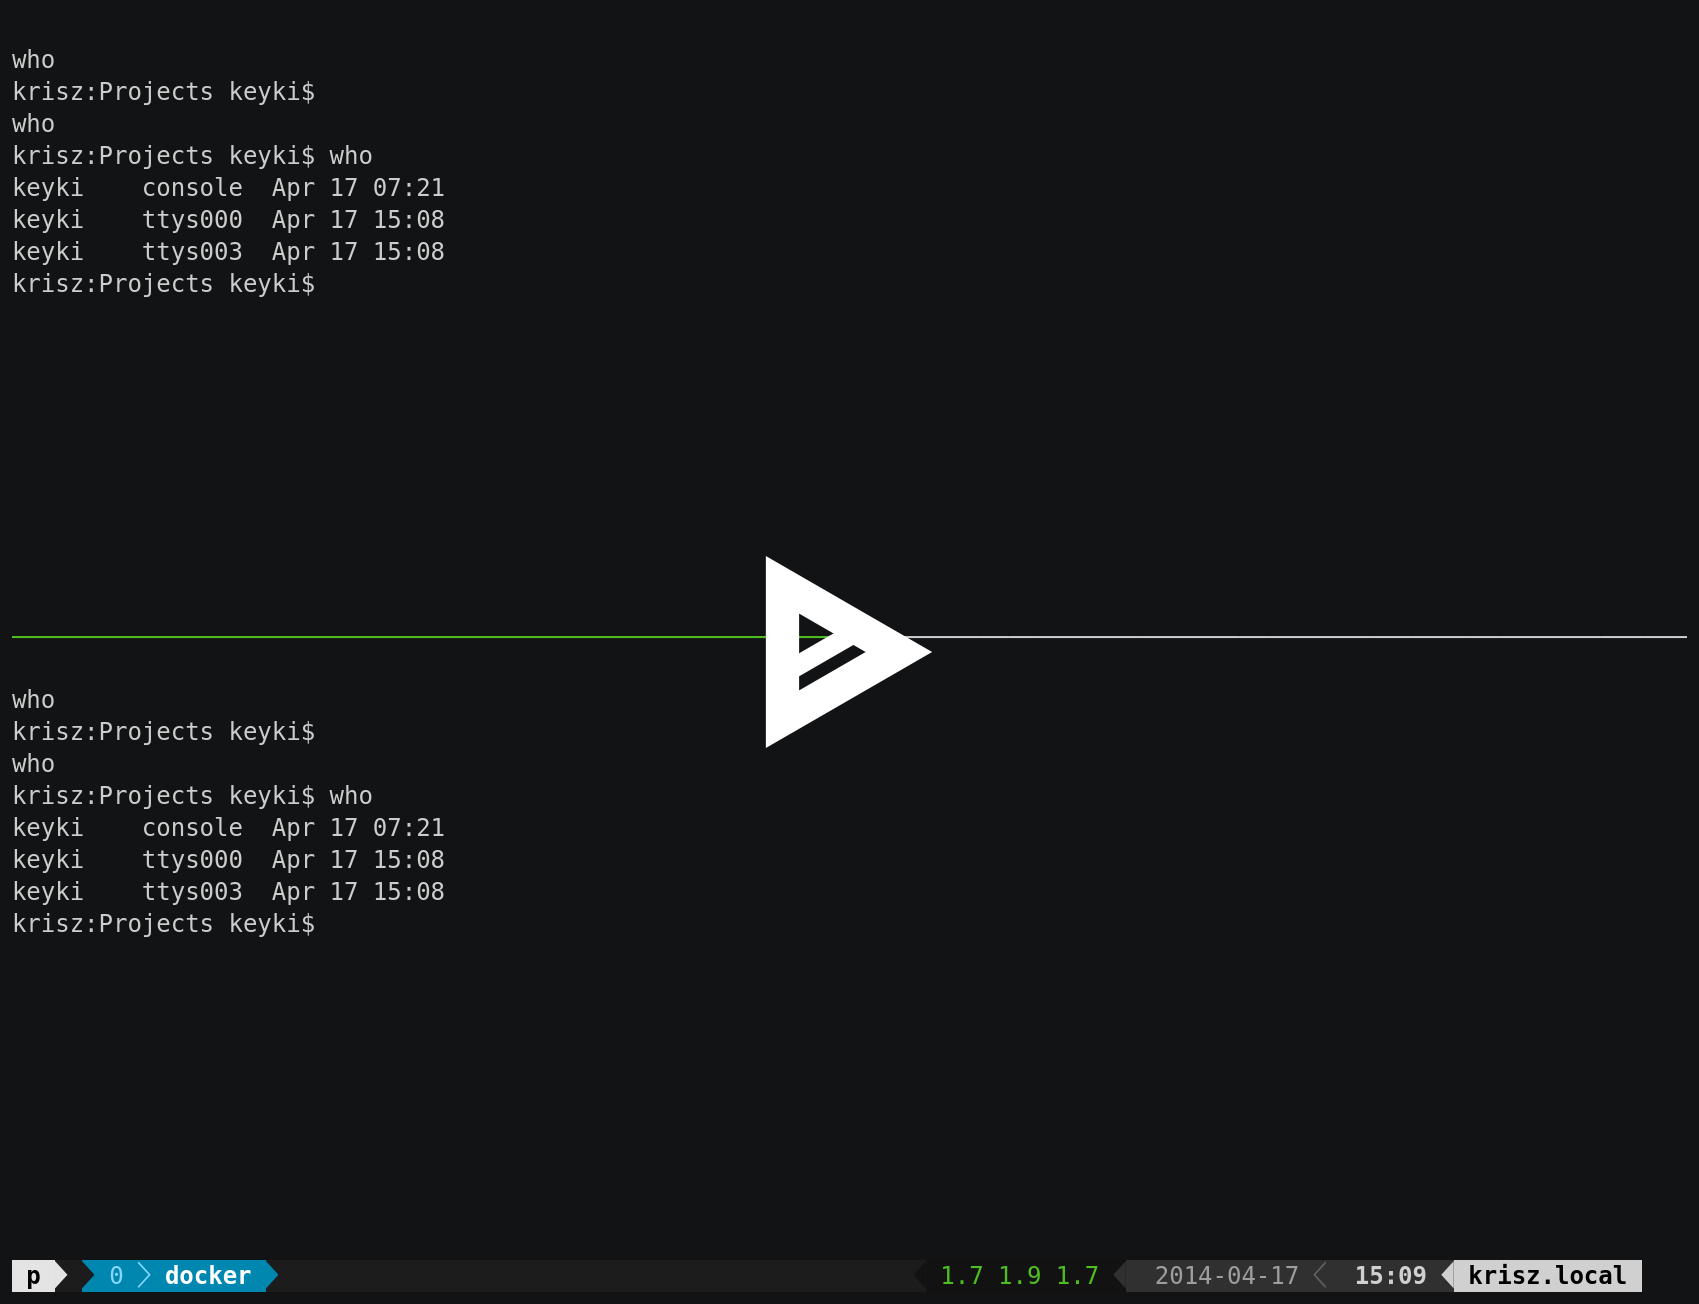 who
krisz:Projects keyki$
who
krisz:Projects keyki$ who
keyki    console  Apr 17 07:21
keyki    ttys000  Apr 17 15:08
keyki    ttys003  Apr 17 15:08
krisz:Projects keyki$
who
krisz:Projects keyki$
who
krisz:Projects keyki$ who
keyki    console  Apr 17 07:21
keyki    ttys000  Apr 17 15:08
keyki    ttys003  Apr 17 15:08
krisz:Projects keyki$
p 0 docker 1.7 1.9 1.7 2014-04-17 15:09 krisz.local